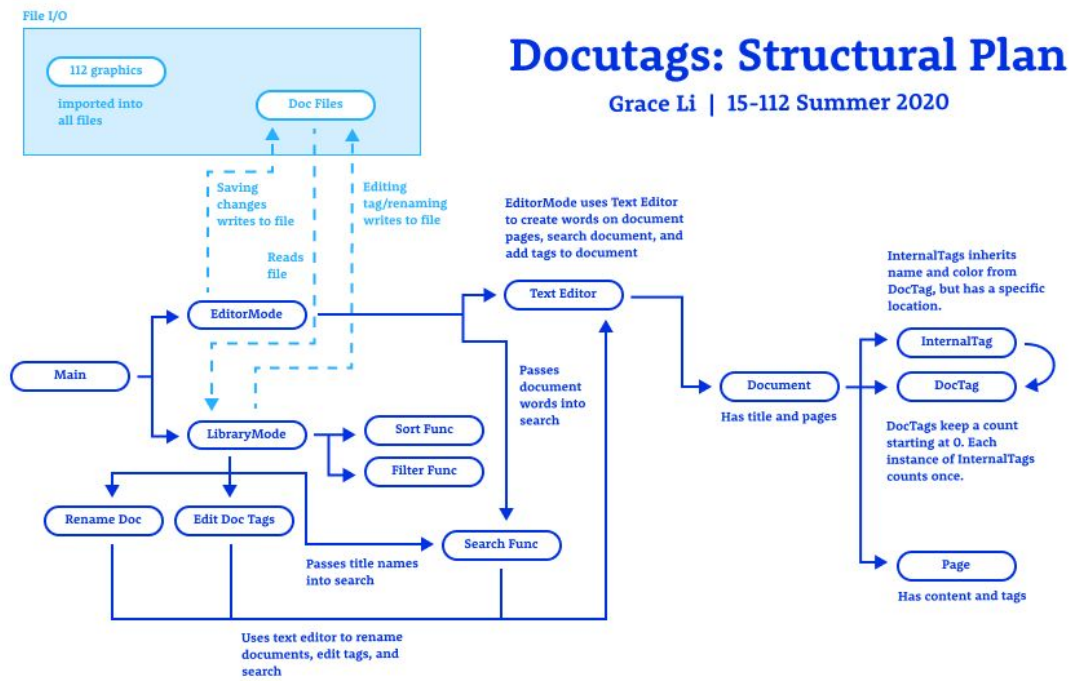 File I/O
112 graphics
imported into
all files
Doc Files
Docutags: Structural Plan
Grace Li | 15-112 Summer 2020
Saving
changes
writes to file
Editing
tag/renaming
writes to file
Reads
file
EditorMode uses Text Editor
to create words on document
pages, search document, and
add tags to document
InternalTags inherits
name and color from
DocTag, but has a specific
location.
EditorMode
Text Editor
InternalTag
Main
Passes
document
words into
search
Document
Has title and pages
DocTag
DocTags keep a count
starting at 0. Each
instance of InternalTags
counts once.
LibraryMode
Sort Func
Filter Func
Rename Doc
Edit Doc Tags
Search Func
Passes title names
into search
Page
Has content and tags
Uses text editor to rename
documents, edit tags, and
search